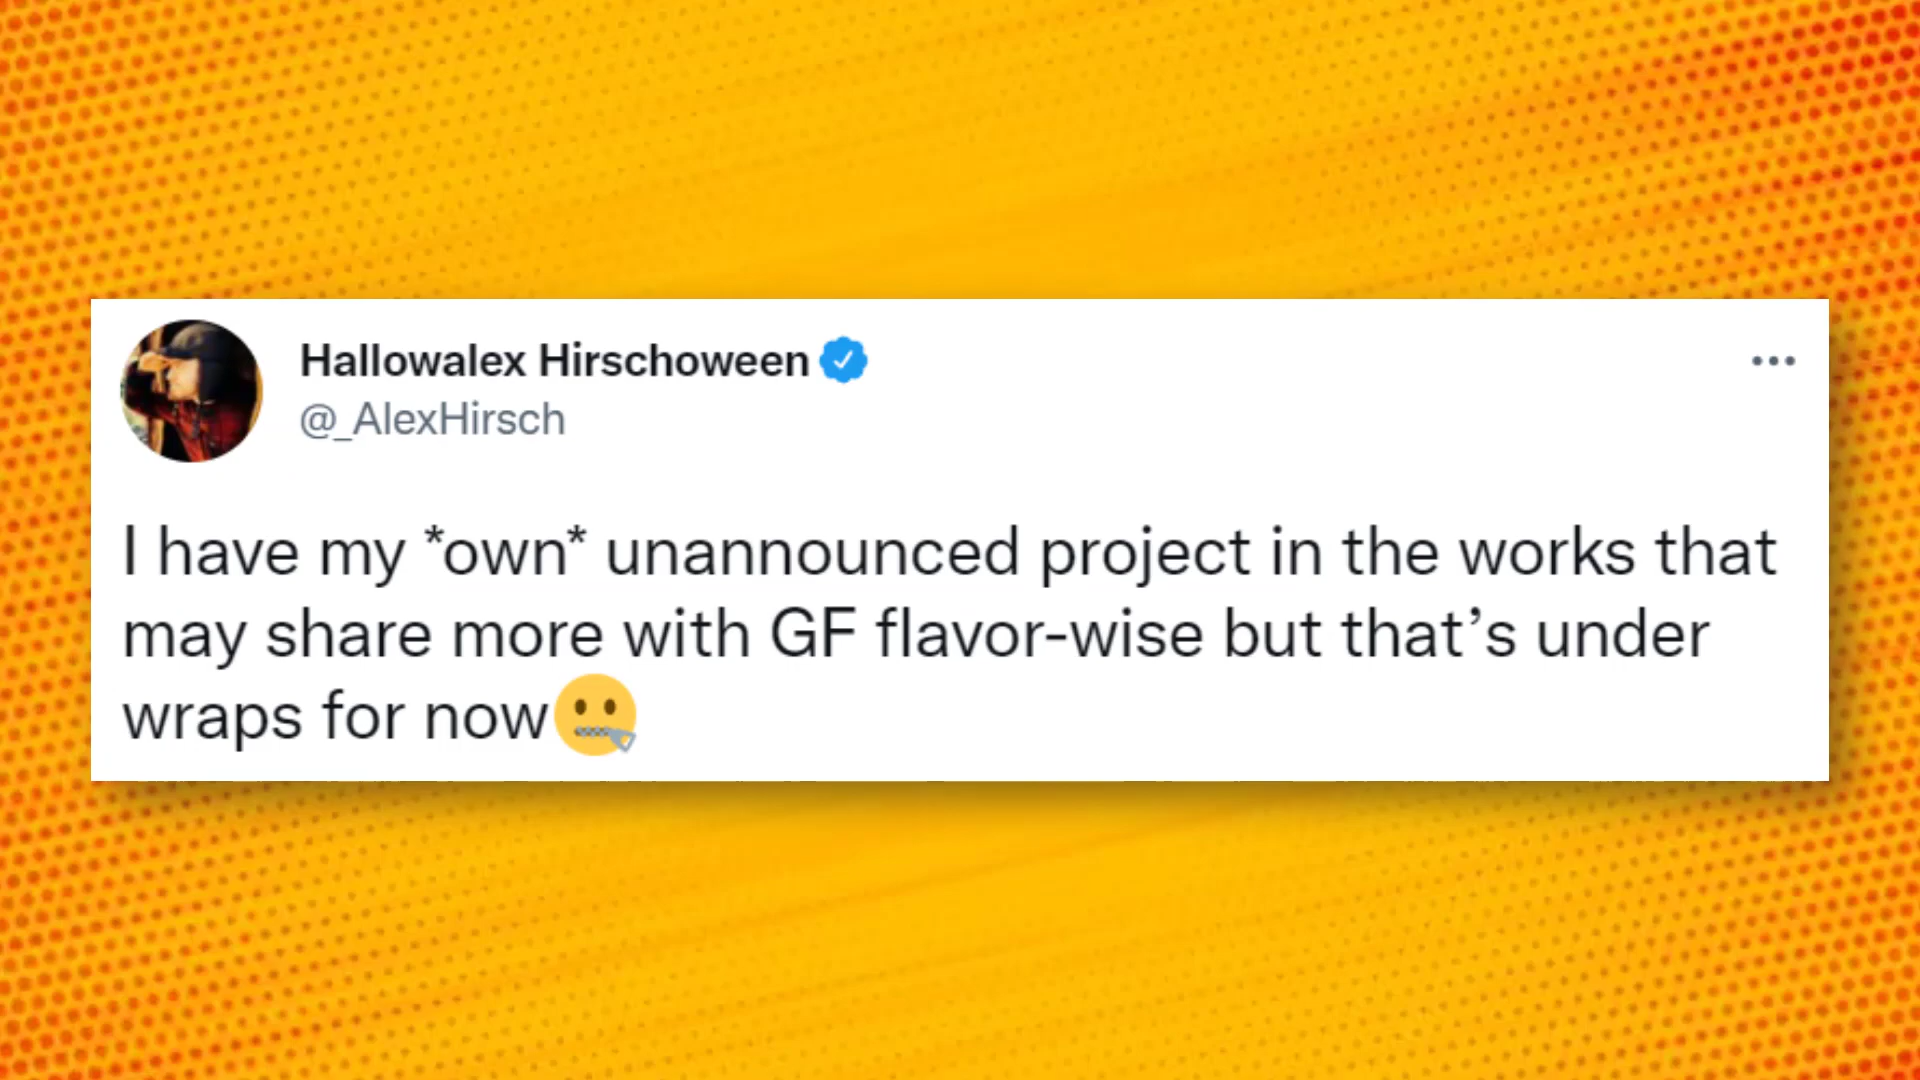 Hallowalex Hirschoween
@_AlexHirsch
I have my *own* unannounced project in the works that
may share more with GF flavor-wise but that’s under
wraps for now🤐